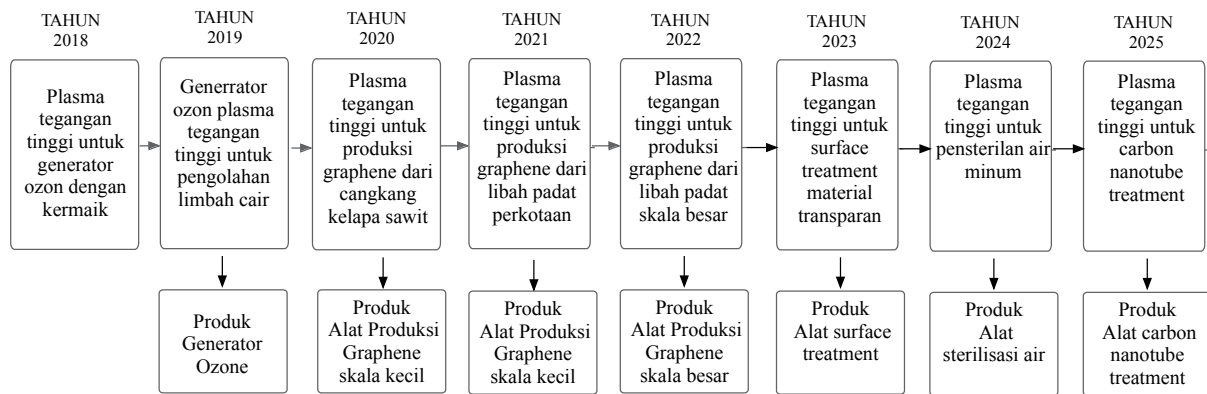 TAHUN
2018
TAHUN
2019
TAHUN
2020
TAHUN
2021
TAHUN
2022
TAHUN
2023
TAHUN
2024
TAHUN
2025
Plasma
tegangan
tinggi untuk
generator
ozon dengan
kermaik
Generrator
ozon plasma
tegangan
tinggi untuk
pengolahan
limbah cair
Plasma
tegangan
tinggi untuk
produksi
graphene dari
cangkang
kelapa sawit
Plasma
tegangan
tinggi untuk
produksi
graphene dari
libah padat
perkotaan
Plasma
tegangan
tinggi untuk
produksi
graphene dari
libah padat
skala besar
Plasma
tegangan
tinggi untuk
surface
treatment
material
transparan
Plasma
tegangan
tinggi untuk
pensterilan air
minum
Plasma
tegangan
tinggi untuk
carbon
nanotube
treatment
Produk
Generator
Ozone
Produk
Alat Produksi
Graphene
skala kecil
Produk
Alat Produksi
Graphene
skala kecil
Produk
Alat Produksi
Graphene
skala besar
Produk
Alat surface
treatment
Produk
Alat
sterilisasi air
Produk
Alat carbon
nanotube
treatment